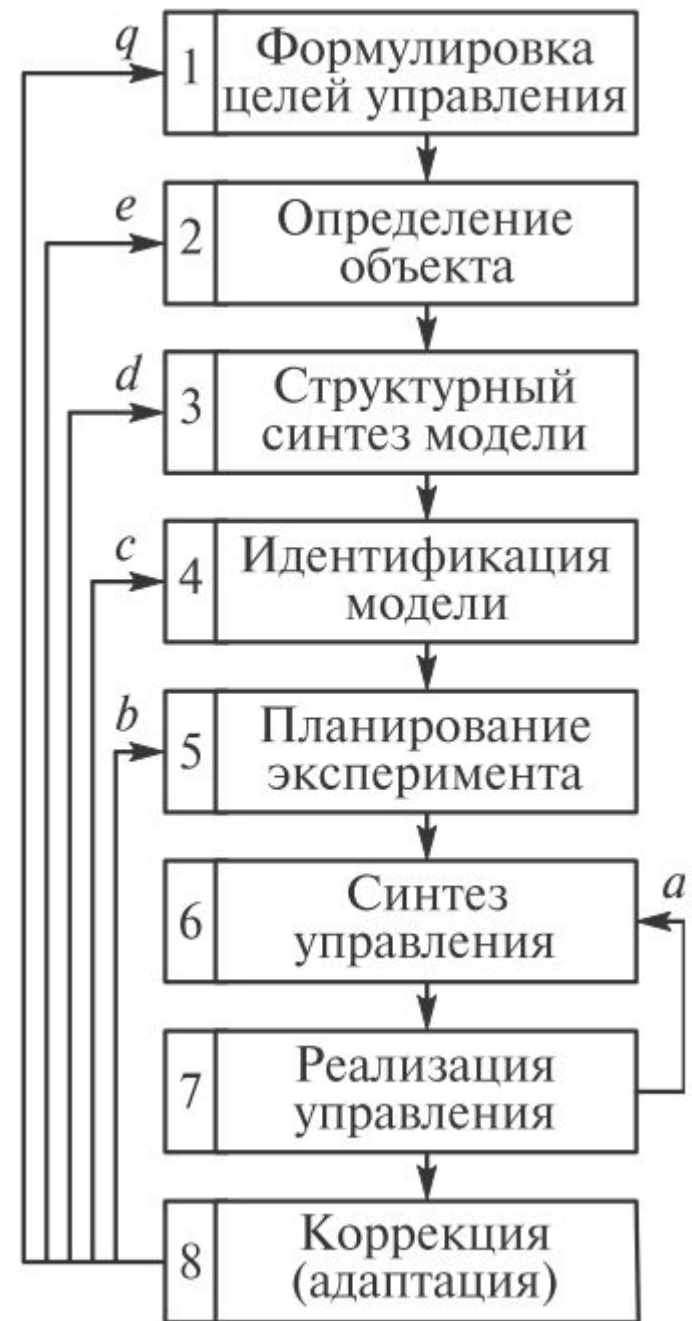 q
1 Формулировка
целей управления
e
2 Определение
объекта
d
3 Структурный
синтез модели
c
4 Идентификация
модели
b
5 Планирование
эксперимента
a
6 Синтез
управления
7 Реализация
управления
8 Коррекция
(адаптация)